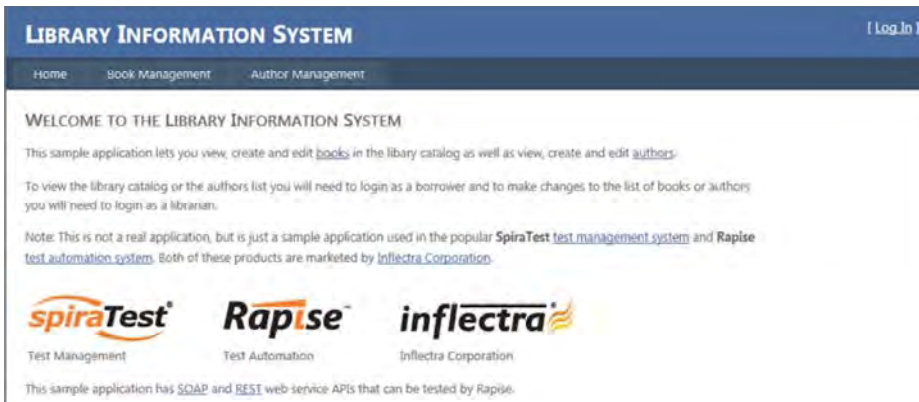 LIBRARY INFORMATION SYSTEM
[ Log In ]
Home Book Management Author Management
WELCOME TO THE LIBRARY INFORMATION SYSTEM
This sample application lets you view, create and edit books in the libary catalog as well as view, create and edit authors.
To view the library catalog or the authors list you will need to login as a borrower and to make changes to the list of books or authors
you will need to login as a librarian.
Note: This is not a real application, but is just a sample application used in the popular SpiraTest test management system and Rapise
test automation system. Both of these products are marketed by Inflectra Corporation.
spiraTest® Rapise™ inflectra®
Test Management Test Automation Inflectra Corporation
This sample application has SOAP and REST web service APIs that can be tested by Rapise.